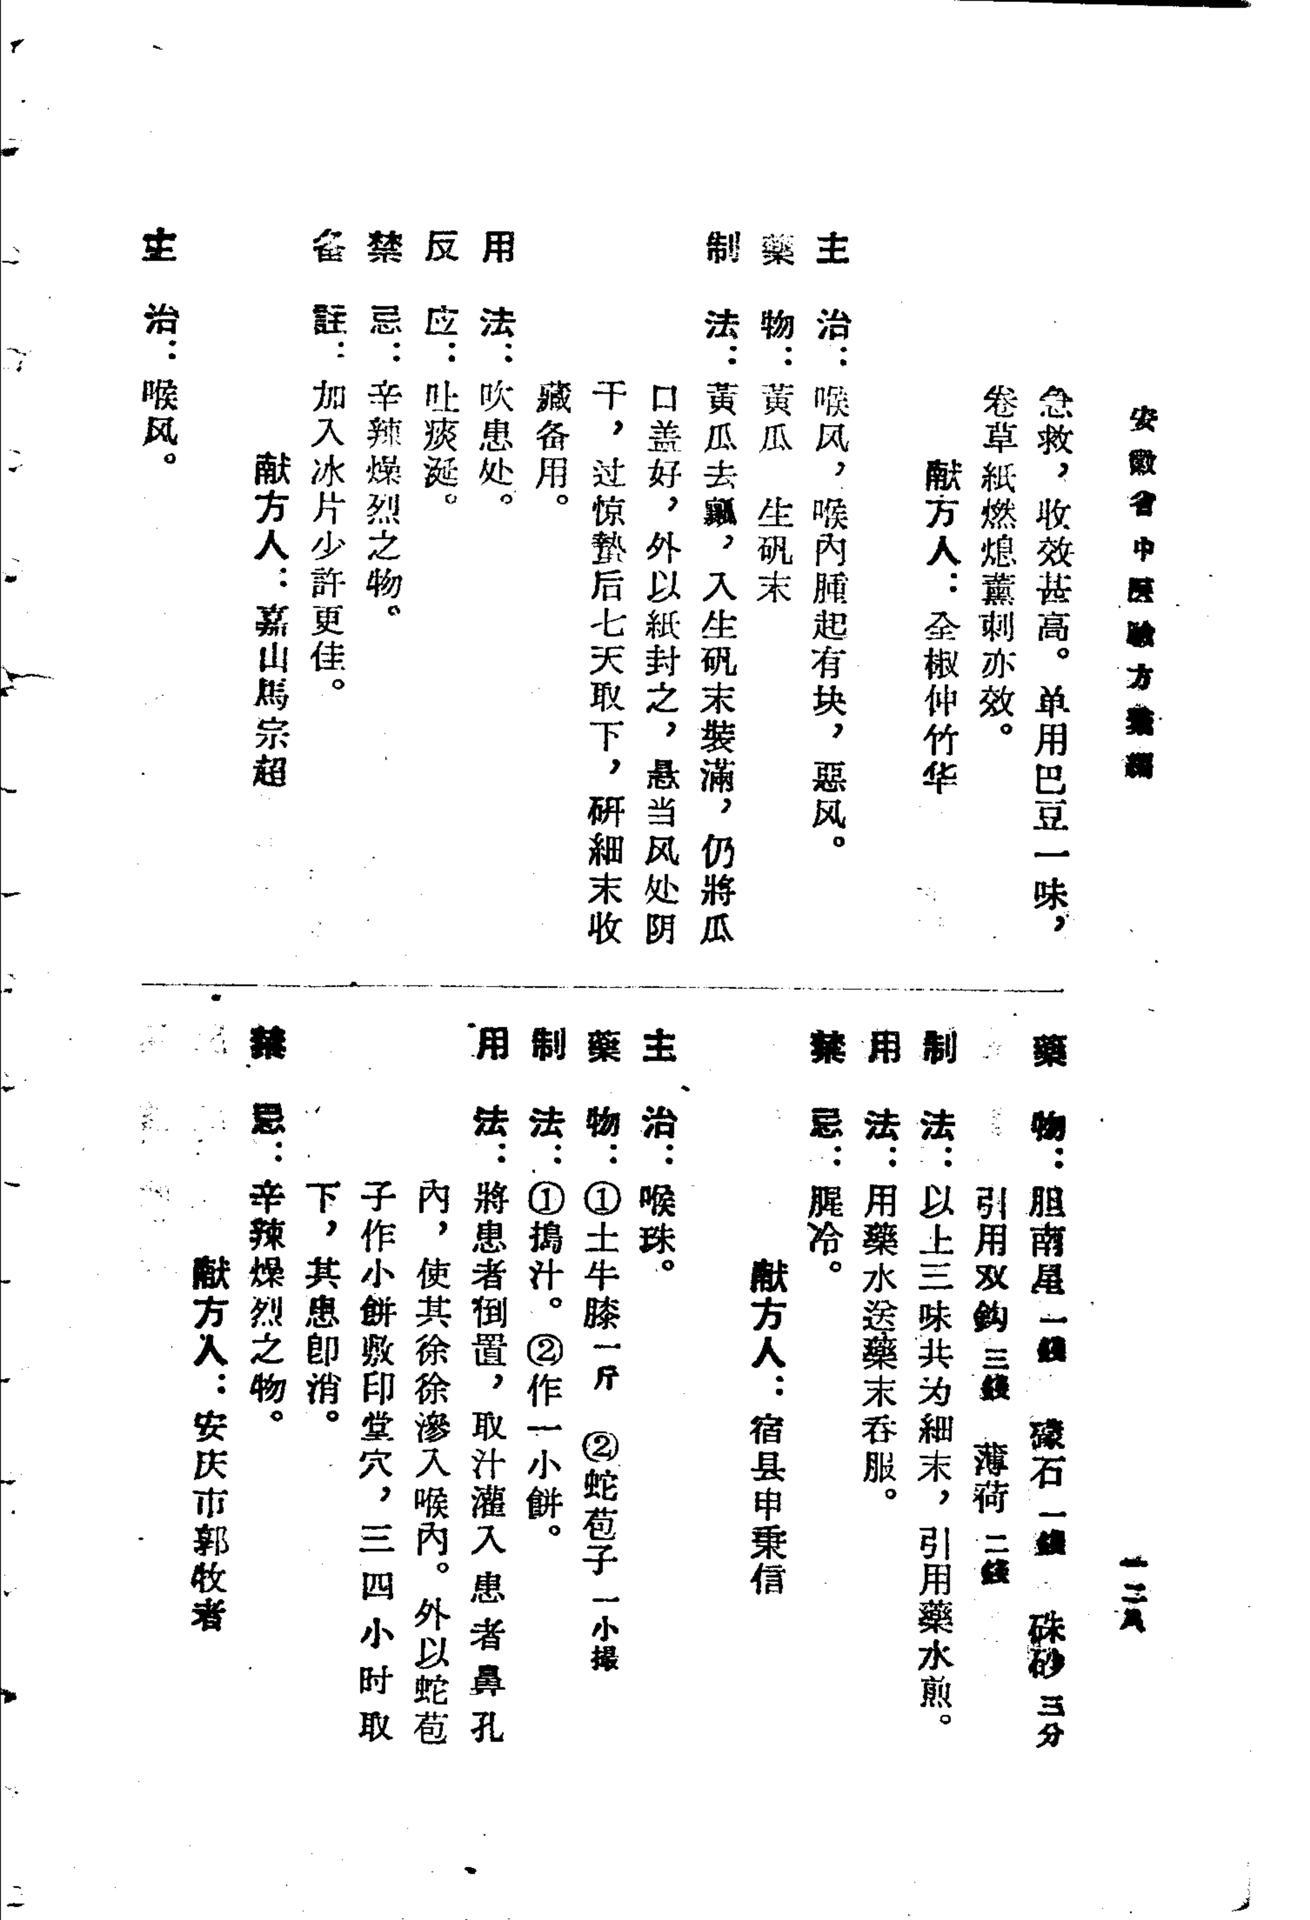 安徽省中医驗方彙編
急救，收效甚高。单用巴豆一味，
卷草紙燃熄薰刺亦效。
献方人：全椒仲竹华
主　治：喉风，喉內腫起有块，惡风。
藥　物：黃瓜　生矾末
制　法：黃瓜去瓤，入生矾末裝滿，仍將瓜
口盖好，外以紙封之，悬当风处阴
干，过惊蟄后七天取下，硏細末收
藏备用。
用　法：吹患处。
反　应：吐痰涎。
禁　忌：辛辣燥烈之物。
备　註：加入冰片少許更佳。
献方人：嘉山馬宗超
主　治：喉风。
藥　物：胆南星一錢　礞石一錢　硃砂三分
引用双鈎三錢　薄荷二錢
制　法：以上三味共为細末，引用藥水煎。
用　法：用藥水送藥末吞服。
禁　忌：腥冷。
献方人：宿县申秉信
主　治：喉珠。
藥　物：①土牛膝一斤　②蛇苞子一小撮
制　法：①搗汁。②作一小餅。
用　法：將患者倒置，取汁灌入患者鼻孔
內，使其徐徐滲入喉內。外以蛇苞
子作小餅敷印堂穴，三四小时取
下，其患卽消。
禁　忌：辛辣燥烈之物。
献方人：安庆市郭牧者